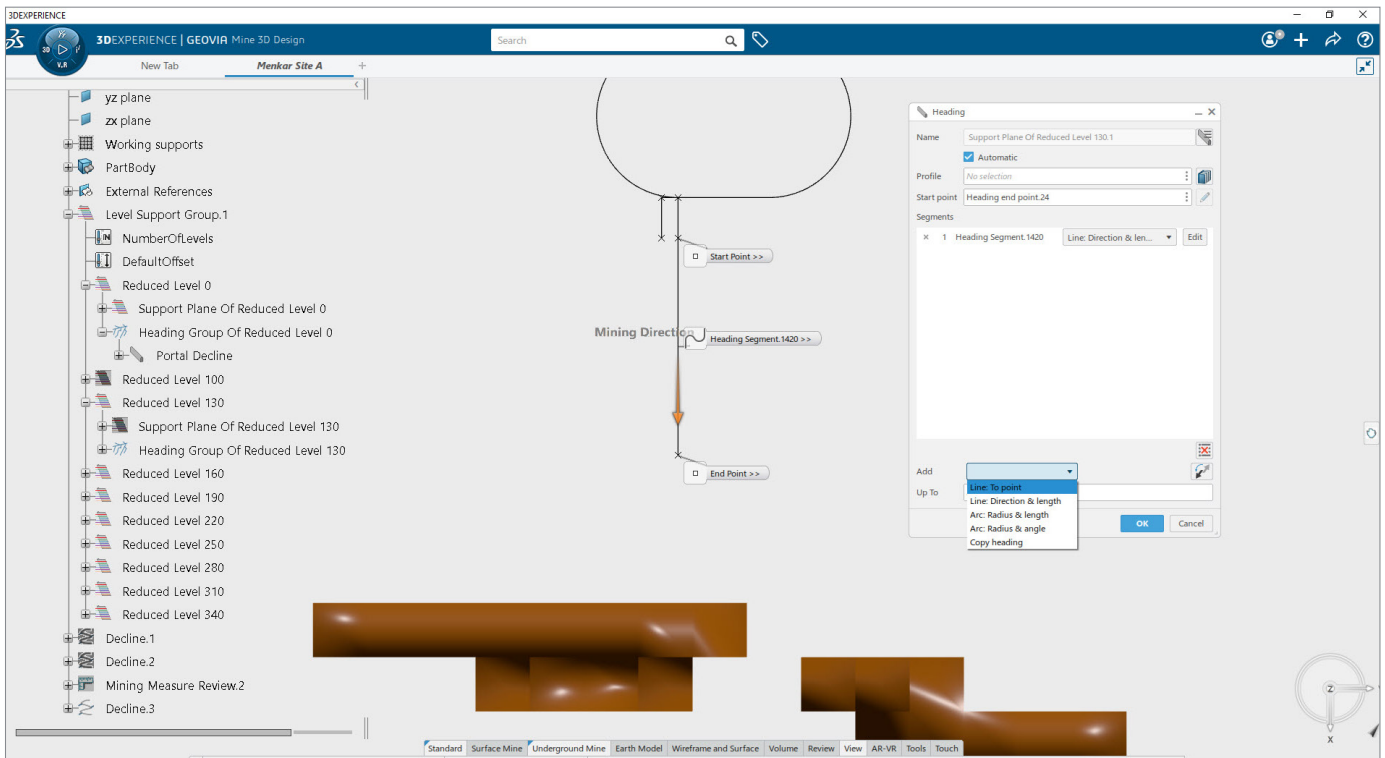 3DEXPERIENCE
3DEXPERIENCE | GEOVIA Mine 3D Design
Search
3D
V.R
New Tab
Menkar Site A
yz plane
zx plane
Working supports
PartBody
External References
Level Support Group.1
NumberOfLevels
DefaultOffset
Reduced Level 0
Support Plane Of Reduced Level 0
Heading Group Of Reduced Level 0
Portal Decline
Reduced Level 100
Reduced Level 130
Support Plane Of Reduced Level 130
Heading Group Of Reduced Level 130
Reduced Level 160
Reduced Level 190
Reduced Level 220
Reduced Level 250
Reduced Level 280
Reduced Level 310
Reduced Level 340
Decline.1
Decline.2
Mining Measure Review.2
Decline.3
Start Point >>
Mining Direction
Heading Segment.1420 >>
End Point >>
Heading
Name Support Plane Of Reduced Level 130.1
Automatic
Profile No selection
Start point Heading end point.24
Segments
1 Heading Segment.1420 Line: Direction & len... Edit
Add
Up To
Line: To point
Line: Direction & length
Arc: Radius & length
Arc: Radius & angle
Copy heading
OK Cancel
Z
X
Standard Surface Mine Underground Mine Earth Model Wireframe and Surface Volume Review View AR-VR Tools Touch